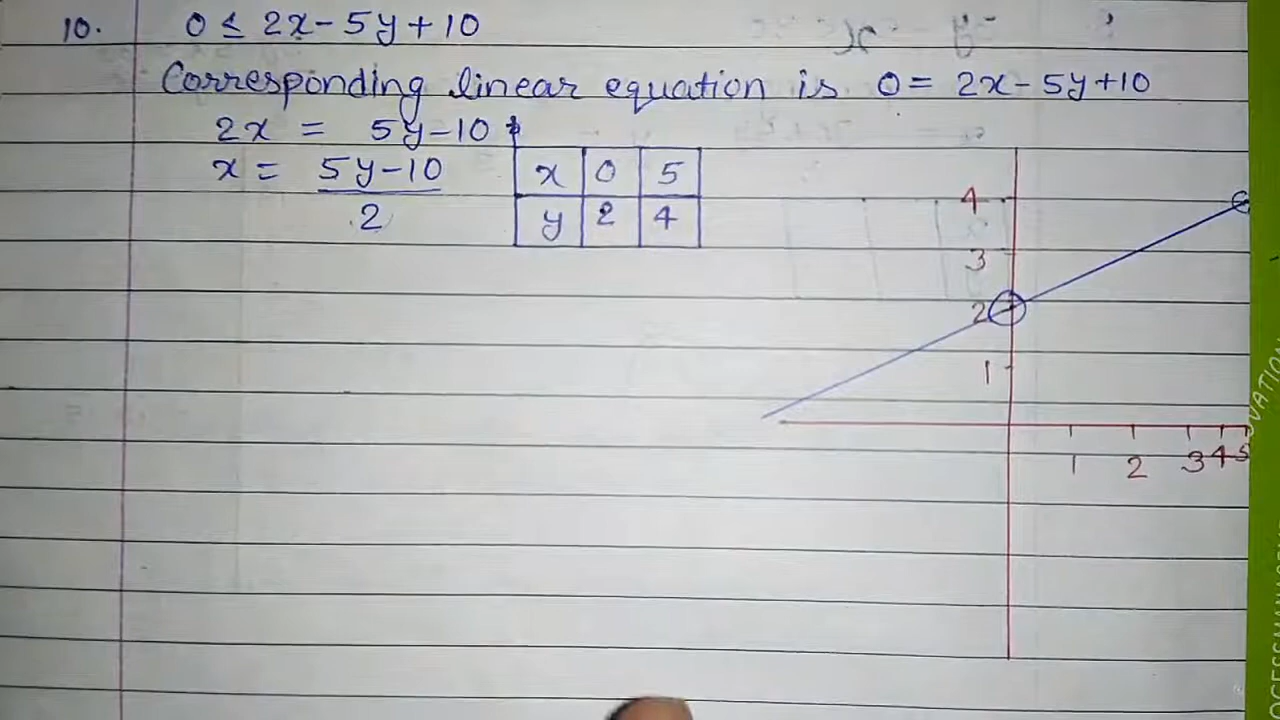 10. 0 ≤ 2x - 5y + 10
Corresponding linear equation is 0 = 2x - 5y + 10
2x = 5y - 10
x = 5y - 10
2
x 0 5
y 2 4
4
3
2
1
1 2 3 4 5